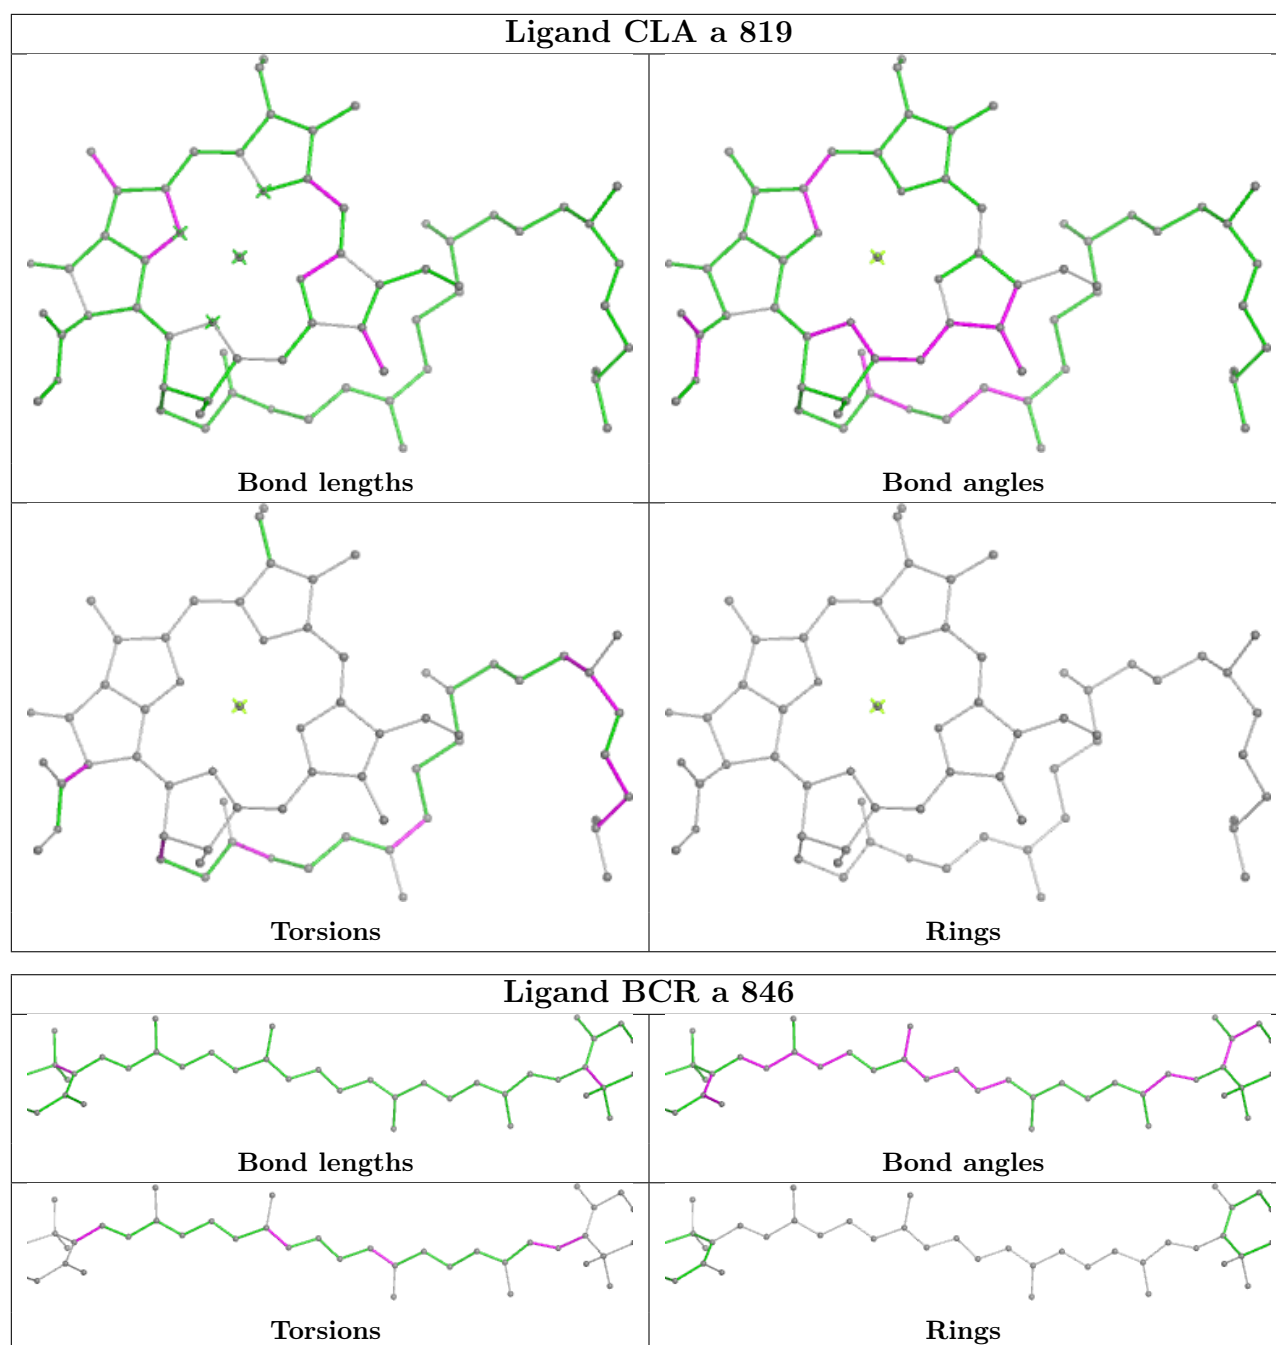 Ligand CLA a 819
Bond lengths
Bond angles
Torsions
Rings
Ligand BCR a 846
Bond lengths
Bond angles
Torsions
Rings